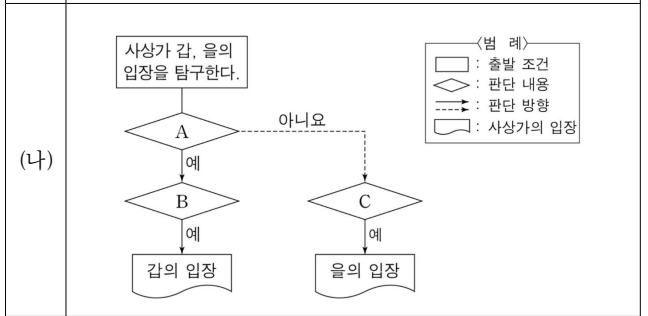 (나)
사상가 갑, 을의
입장을 탐구한다.
A
아니요
예
B
C
예
예
갑의 입장
을의 입장
〈범 례〉
: 출발 조건
: 판단 내용
: 판단 방향
: 사상가의 입장